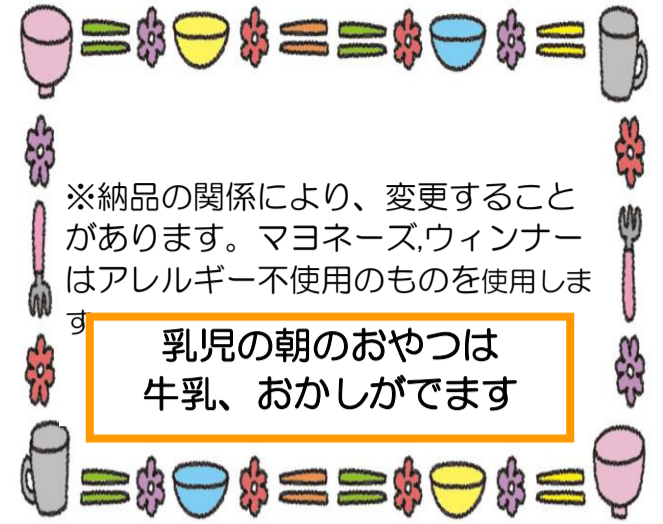 ※納品の関係により、変更すること
があります。マヨネーズ,ウィンナー
はアレルギー不使用のものを使用しま
す
乳児の朝のおやつは
牛乳、おかしがでます